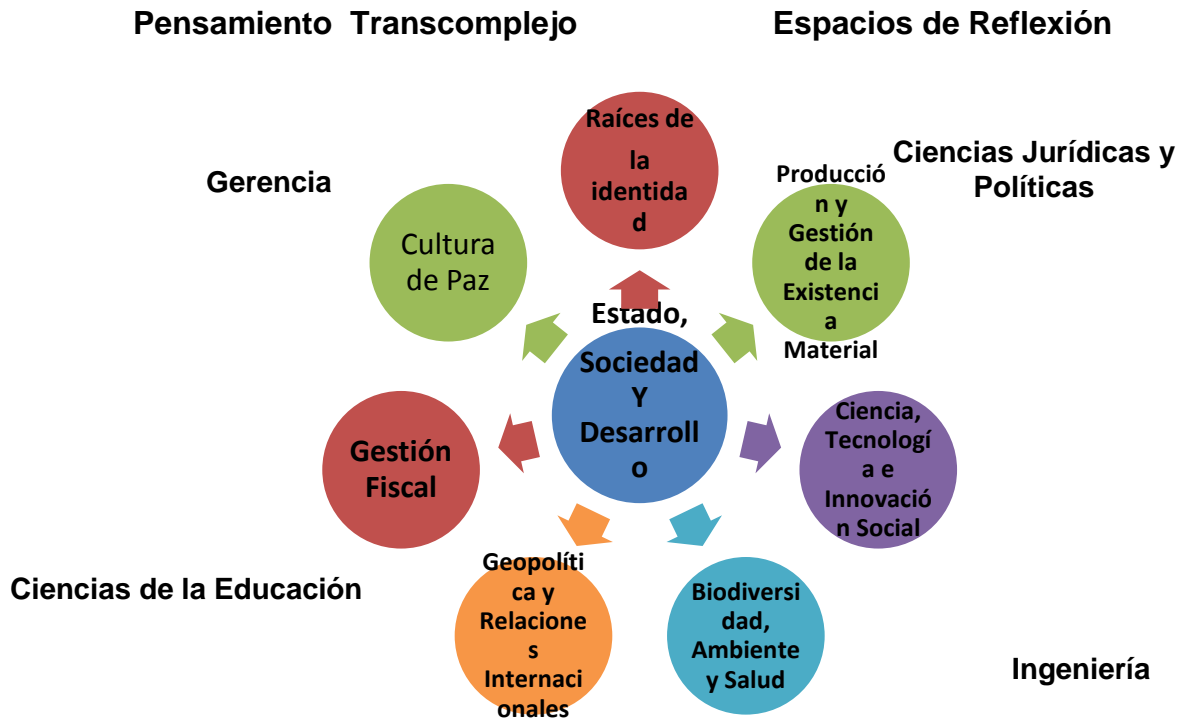 Pensamiento Transcomplejo
Espacios de Reflexión
Raíces de
la
identida
d
Ciencias Jurídicas y
Políticas
Gerencia
Producció
n y
Gestión
de la
Existenci
a
Material
Cultura
de Paz
Estado,
Sociedad
Y
Desarroll
o
Gestión
Fiscal
Ciencia,
Tecnologí
a e
Innovació
n Social
Ciencias de la Educación
Geopolíti
ca y
Relacione
s
Internaci
onales
Biodiversi
dad,
Ambiente
y Salud
Ingeniería